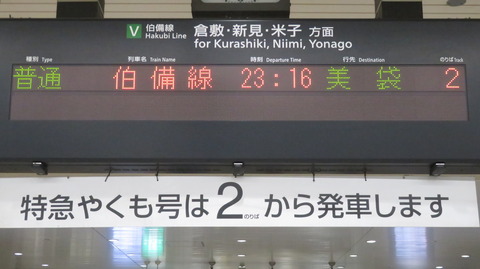 V 伯備線 倉敷・新見・米子 方面
Hakubi Line for Kurashiki, Niimi, Yonago
種別 Type 列車名 Train Name 時刻 Departure Time 行先 Destination のりば Track
普通 伯備線 23:16 美袋 2
特急やくも号は2のりばから発車します